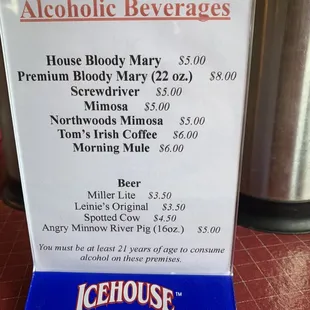 Alcoholic Beverages
House Bloody Mary $5.00
Premium Bloody Mary (22 oz.) $8.00
Screwdriver $5.00
Mimosa $5.00
Northwoods Mimosa $5.00
Tom's Irish Coffee $6.00
Morning Mule $6.00
Beer
Miller Lite $3.50
Leinie's Original $3.50
Spotted Cow $4.50
Angry Minnow River Pig (16oz.) $5.00
You must be at least 21 years of age to consume
alcohol on these premises.
ICEHOUSE™